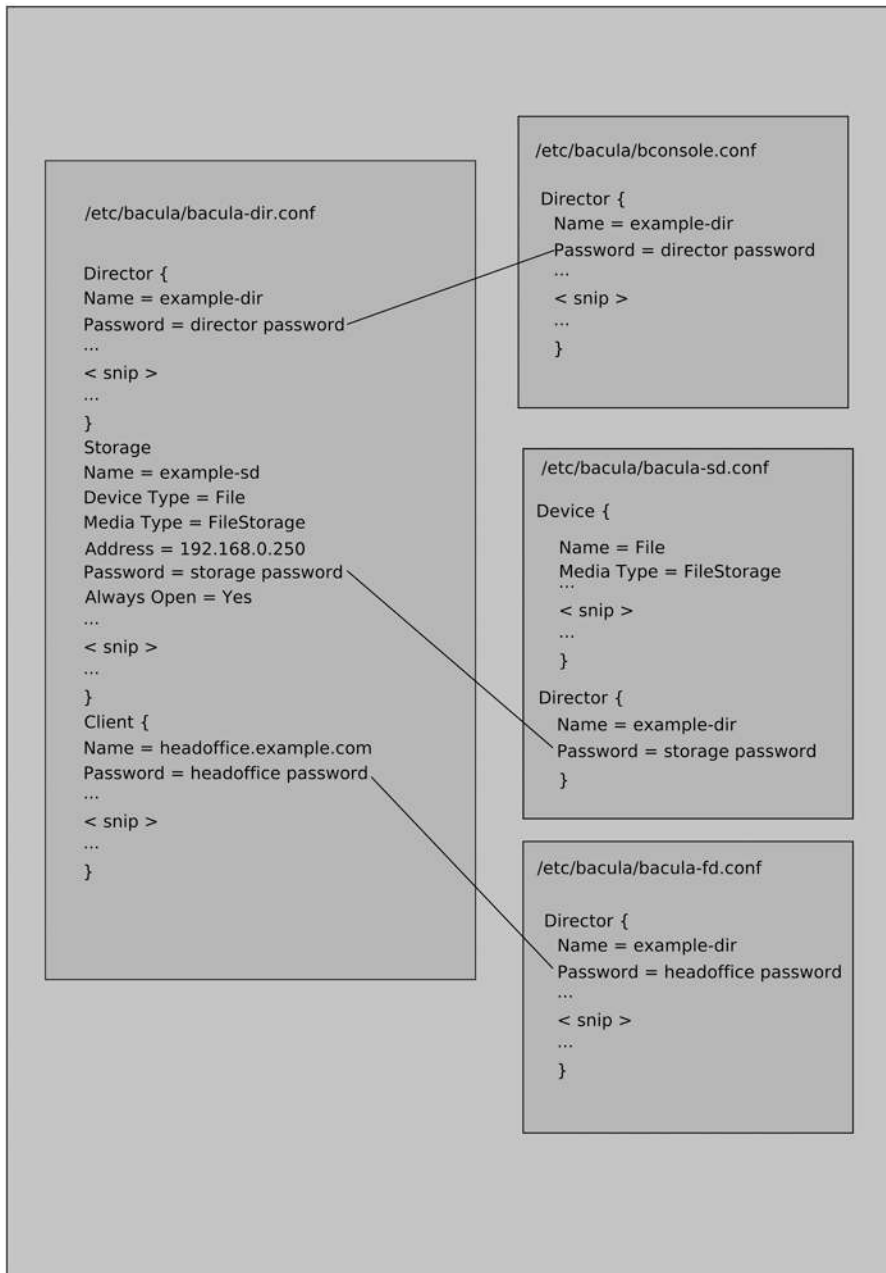 /etc/bacula/bacula-dir.conf
Director {
Name = example-dir
Password = director password
...
< snip >
...
}
Storage
Name = example-sd
Device Type = File
Media Type = FileStorage
Address = 192.168.0.250
Password = storage password
Always Open = Yes
...
< snip >
...
}
Client {
Name = headoffice.example.com
Password = headoffice password
...
< snip >
...
}
/etc/bacula/bconsole.conf
Director {
Name = example-dir
Password = director password
...
< snip >
...
}
/etc/bacula/bacula-sd.conf
Device {
Name = File
Media Type = FileStorage
...
< snip >
...
}
Director {
Name = example-dir
Password = storage password
}
/etc/bacula/bacula-fd.conf
Director {
Name = example-dir
Password = headoffice password
...
< snip >
...
}